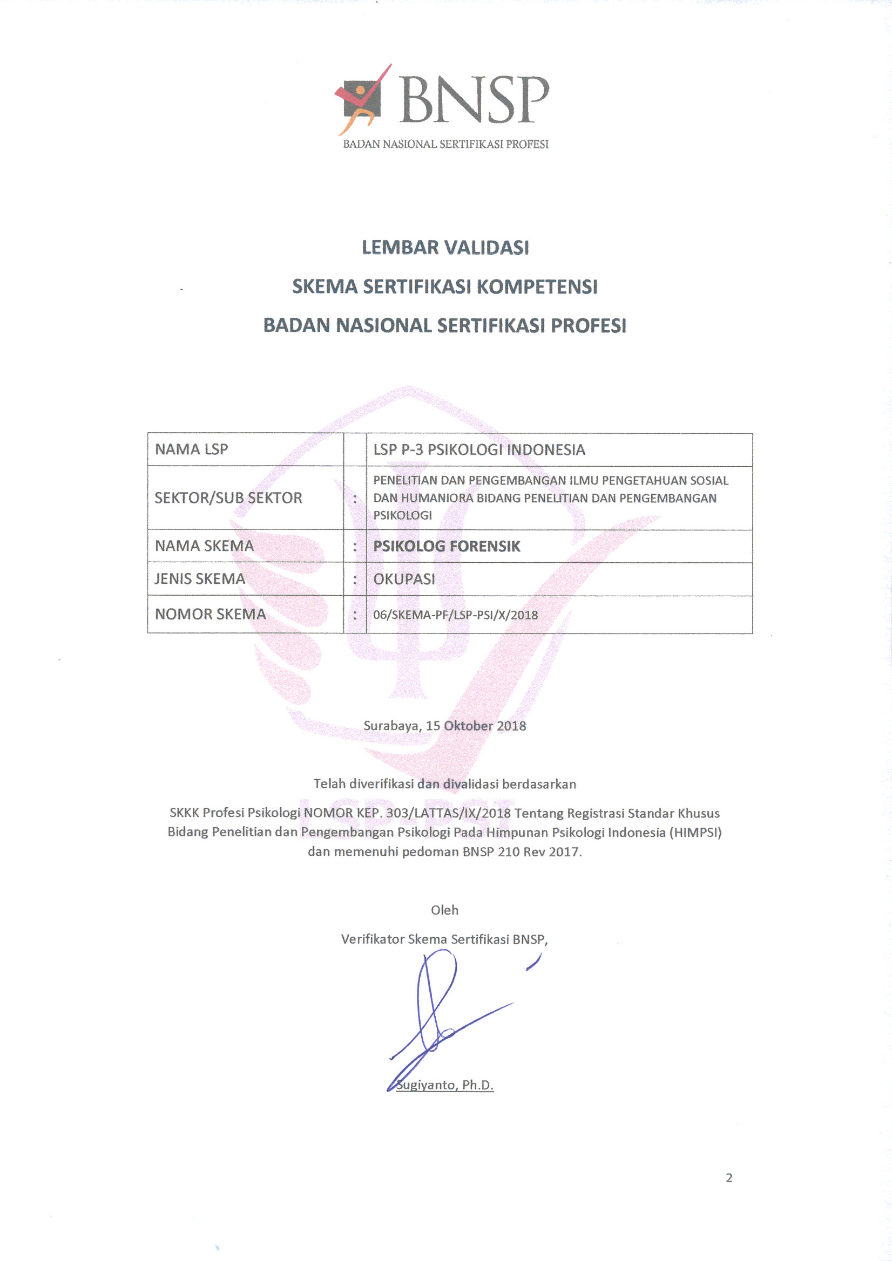 BNSP
BADAN NASIONAL SERTIFIKASI PROFESI
LEMBAR VALIDASI
SKEMA SERTIFIKASI KOMPETENSI
BADAN NASIONAL SERTIFIKASI PROFESI
NAMA LSP LSP P-3 PSIKOLOGI INDONESIA
SEKTOR/SUB SEKTOR : PENELITIAN DAN PENGEMBANGAN ILMU PENGETAHUAN SOSIAL
DAN HUMANIORA BIDANG PENELITIAN DAN PENGEMBANGAN
PSIKOLOGI
NAMA SKEMA : PSIKOLOG FORENSIK
JENIS SKEMA : OKUPASI
NOMOR SKEMA : 06/SKEMA-PF/LSP-PSI/X/2018
Surabaya, 15 Oktober 2018
Telah diverifikasi dan divalidasi berdasarkan
LSP-PSI
SKKK Profesi Psikologi NOMOR KEP. 303/LATTAS/IX/2018 Tentang Registrasi Standar Khusus
Bidang Penelitian dan Pengembangan Psikologi Pada Himpunan Psikologi Indonesia (HIMPSI)
dan memenuhi pedoman BNSP 210 Rev 2017.
Oleh
Verifikator Skema Sertifikasi BNSP,
Sugiyanto, Ph.D.
2